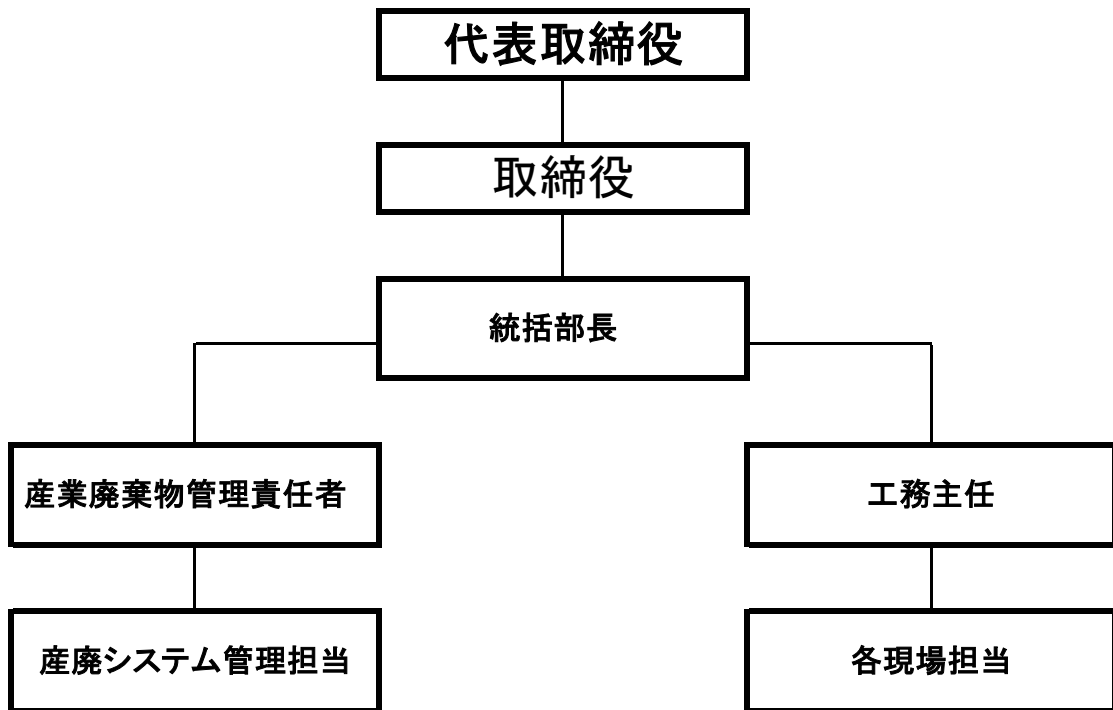 代表取締役
取締役
統括部長
産業廃棄物管理責任者
工務主任
産廃システム管理担当
各現場担当